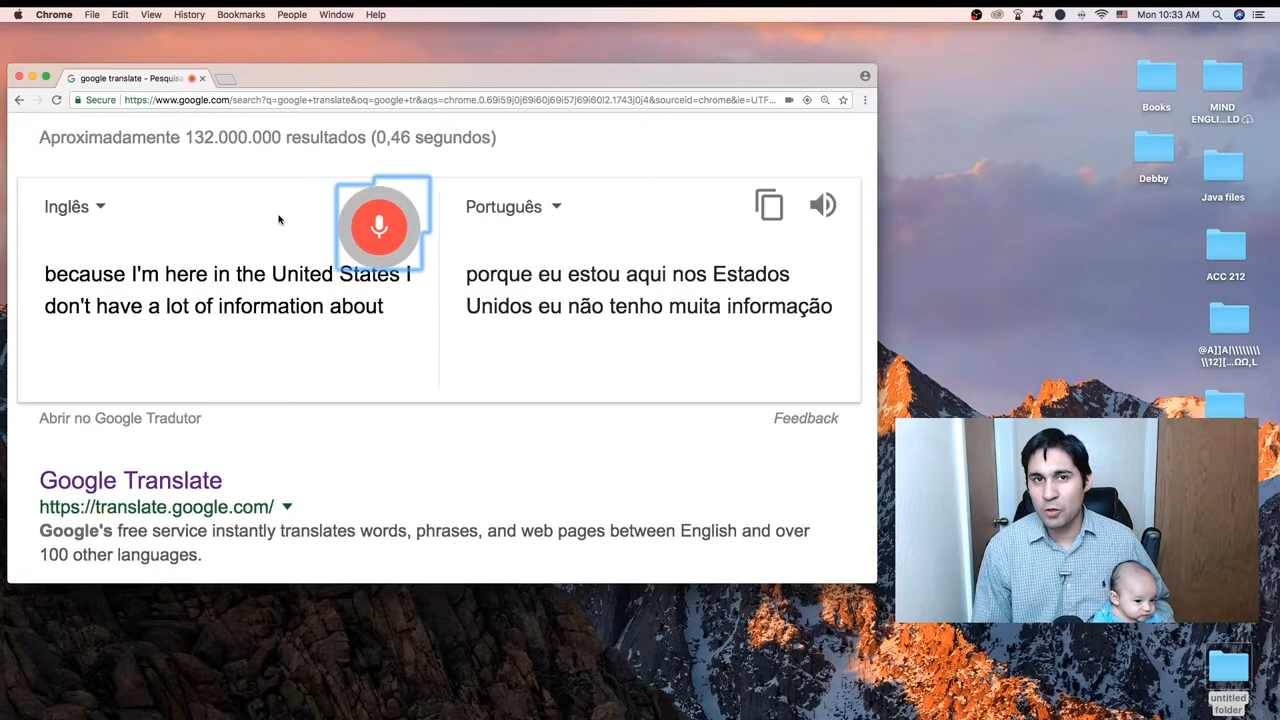 Chrome File Edit View History Bookmarks People Window Help
Mon 10:33 AM
google translate - Pesquisa
Secure https://www.google.com/search?q=google+translate&oq=google+tr&aqs=chrome.0.69i59j0j69i60j69i57j69i60l2.1743j0j4&sourceid=chrome&ie=UTF...
Aproximadamente 132.000.000 resultados (0,46 segundos)
Inglês
Português
because I'm here in the United States I
don't have a lot of information about
porque eu estou aqui nos Estados
Unidos eu não tenho muita informação
Abrir no Google Tradutor
Feedback
Google Translate
https://translate.google.com/
Google's free service instantly translates words, phrases, and web pages between English and over
100 other languages.
Books
MIND
ENGLI...LD
Debby
Java files
ACC 212
untitled
folder